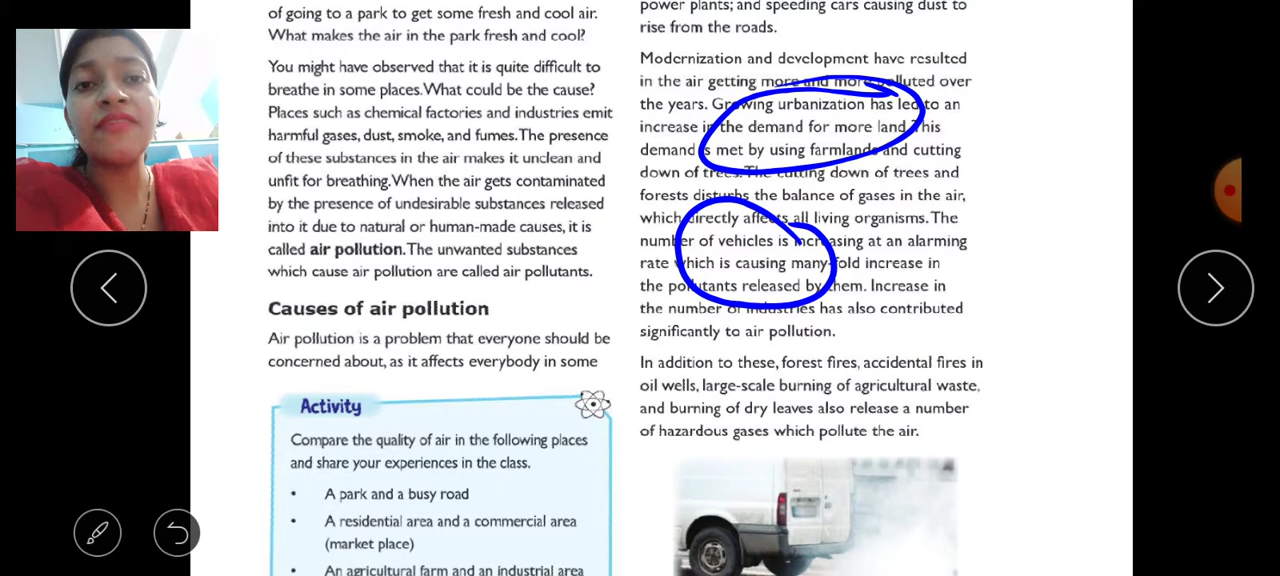 of going to a park to get some fresh and cool air.
What makes the air in the park fresh and cool?
You might have observed that it is quite difficult to
breathe in some places. What could be the cause?
Places such as chemical factories and industries emit
harmful gases, dust, smoke, and fumes. The presence
of these substances in the air makes it unclean and
unfit for breathing. When the air gets contaminated
by the presence of undesirable substances released
into it due to natural or human-made causes, it is
called air pollution. The unwanted substances
which cause air pollution are called air pollutants.
Causes of air pollution
Air pollution is a problem that everyone should be
concerned about, as it affects everybody in some
Activity
Compare the quality of air in the following places
and share your experiences in the class.
• A park and a busy road
• A residential area and a commercial area
(market place)
• An agricultural farm and an industrial area
power plants; and speeding cars causing dust to
rise from the roads.
Modernization and development have resulted
in the air getting more and more polluted over
the years. Growing urbanization has led to an
increase in the demand for more land. This
demand is met by using farmlands and cutting
down of trees. The cutting down of trees and
forests disturbs the balance of gases in the air,
which directly affects all living organisms. The
number of vehicles is increasing at an alarming
rate which is causing many-fold increase in
the pollutants released by them. Increase in
the number of industries has also contributed
significantly to air pollution.
In addition to these, forest fires, accidental fires in
oil wells, large-scale burning of agricultural waste,
and burning of dry leaves also release a number
of hazardous gases which pollute the air.